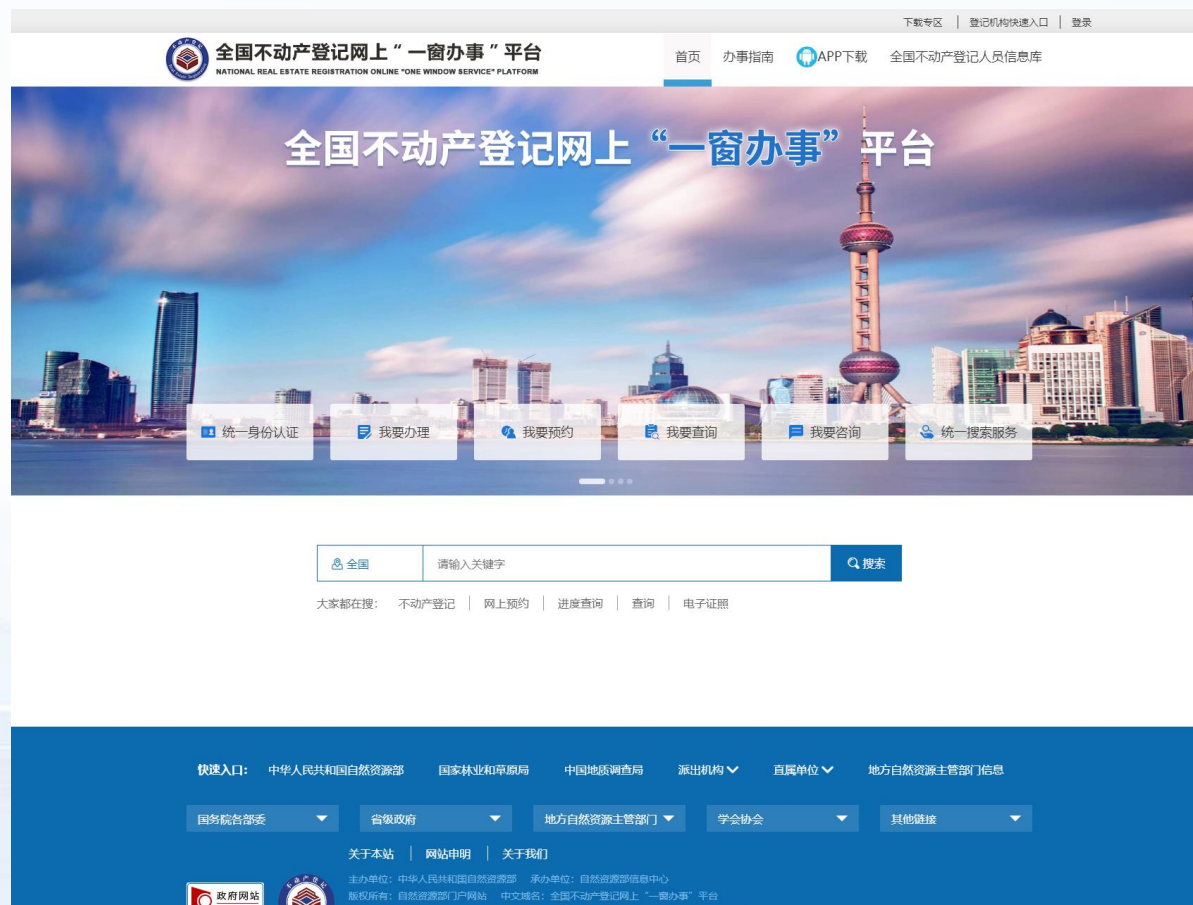 下载专区 | 登记机构快速入口 | 登录
全国不动产登记网上“一窗办事”平台
NATIONAL REAL ESTATE REGISTRATION ONLINE "ONE WINDOW SERVICE" PLATFORM
首页 办事指南 APP下载 全国不动产登记人员信息库
全国不动产登记网上“一窗办事”平台
统一身份认证 我要办理 我要预约 我要查询 我要咨询 统一搜索服务
全国 请输入关键字 搜索
大家都在搜: 不动产登记 | 网上预约 | 进度查询 | 查询 | 电子证照
快速入口: 中华人民共和国自然资源部 国家林业和草原局 中国地质调查局 派出机构 直属单位 地方自然资源主管部门信息
国务院各部委 省级政府 地方自然资源主管部门 学会协会 其他链接
关于本站 | 网站申明 | 关于我们
主办单位: 中华人民共和国自然资源部 承办单位: 自然资源部信息中心
政府网站
版权所有: 自然资源部门户网站 中文域名: 全国不动产登记网上“一窗办事”平台